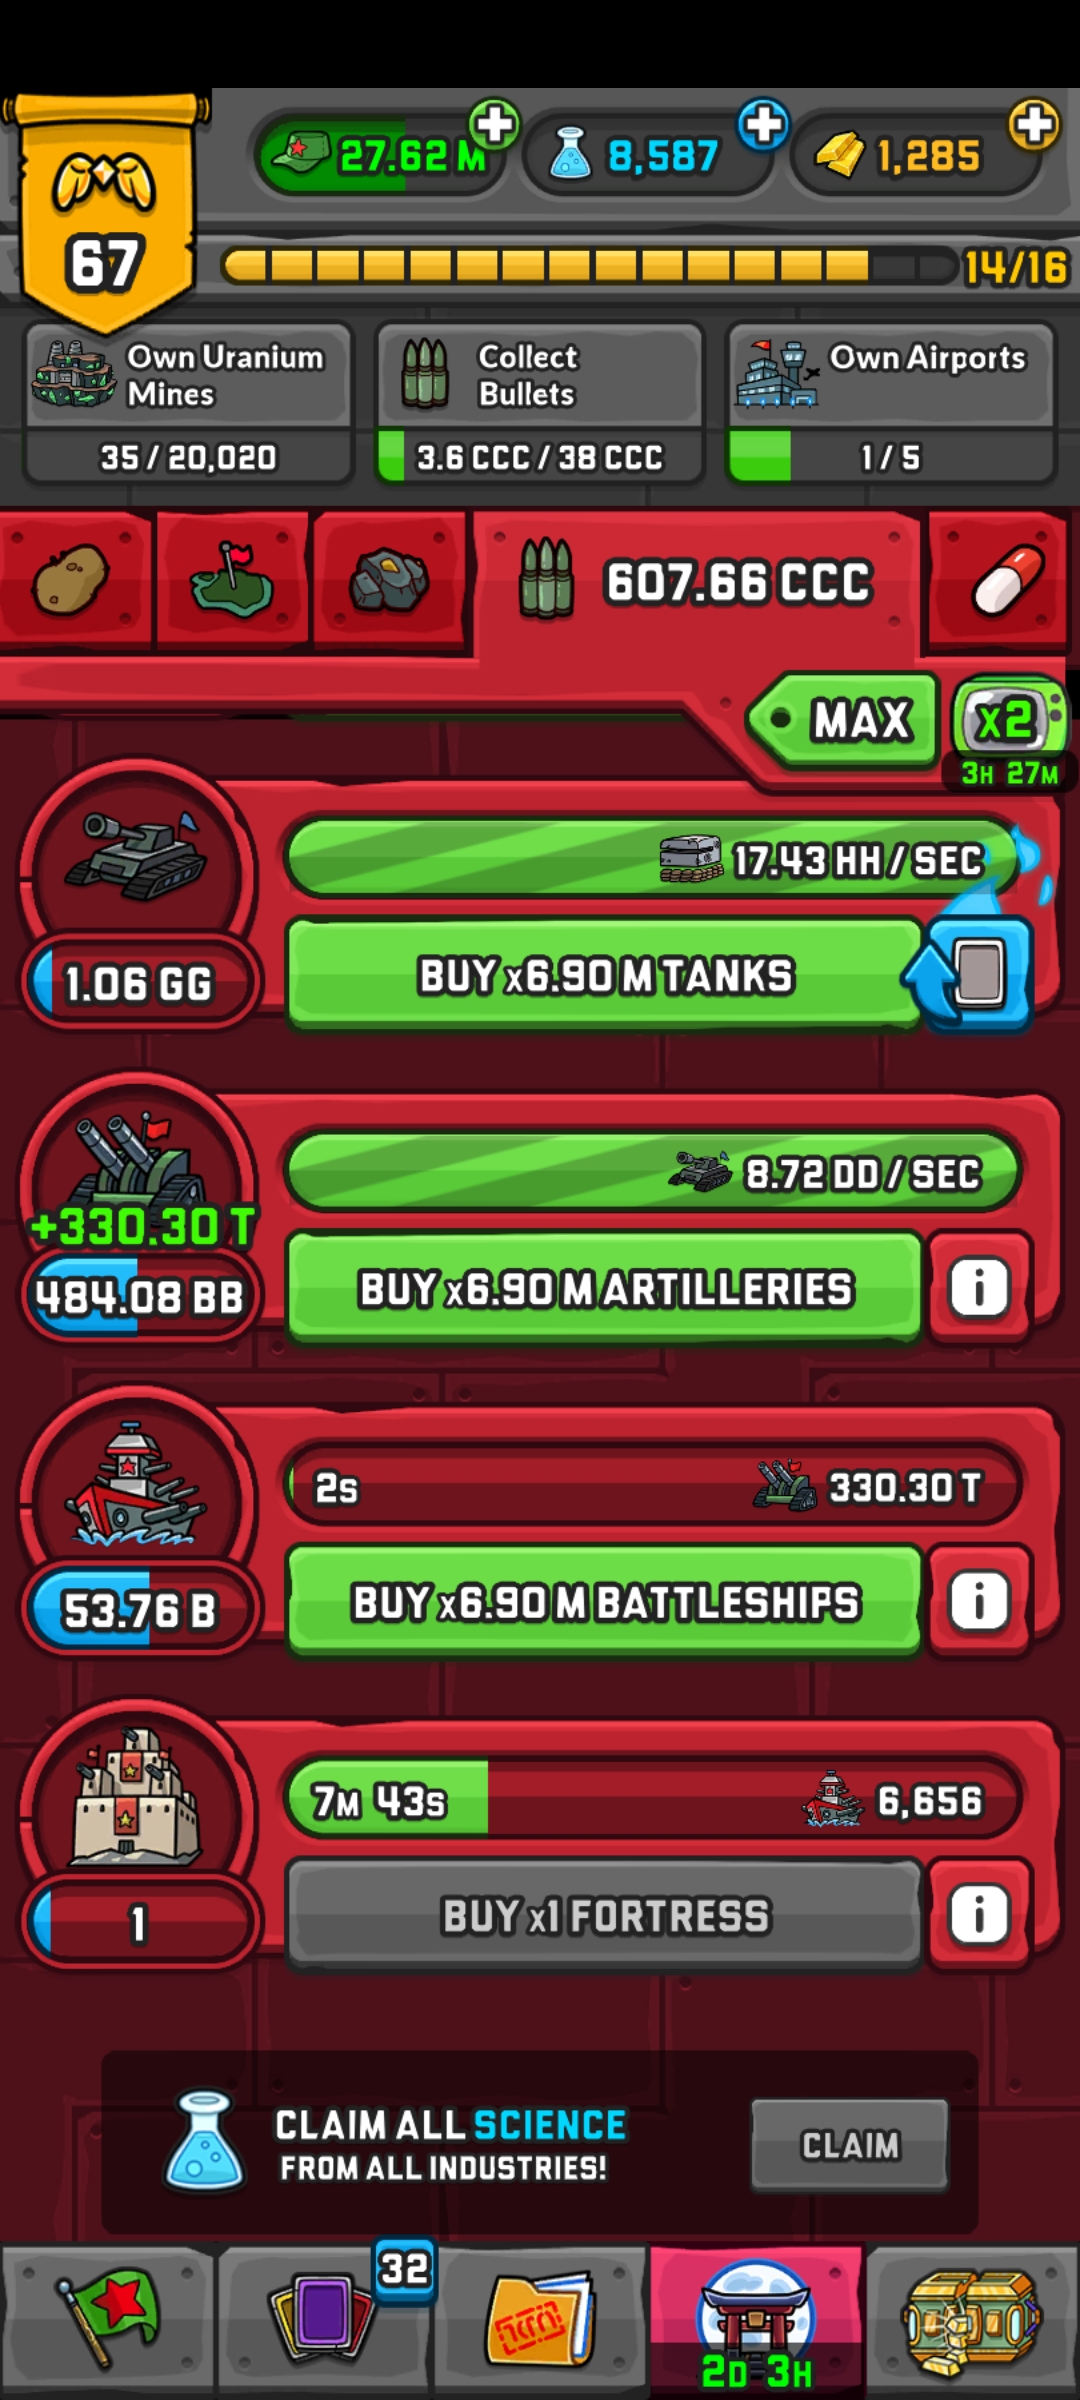 27.62 M
8,587
1,285
67
14/16
Own Uranium
Mines
35 / 20,020
Collect
Bullets
3.6 CCC / 38 CCC
Own Airports
1 / 5
607.66 CCC
MAX
x2
3H 27M
17.43 HH / SEC
1.06 GG
BUY x6.90 M TANKS
8.72 DD / SEC
+330.30 T
484.08 BB
BUY x6.90 M ARTILLERIES
i
2S
330.30 T
53.76 B
BUY x6.90 M BATTLESHIPS
i
7M 43S
6,656
1
BUY x1 FORTRESS
i
CLAIM ALL SCIENCE
FROM ALL INDUSTRIES!
CLAIM
32
2D 3H